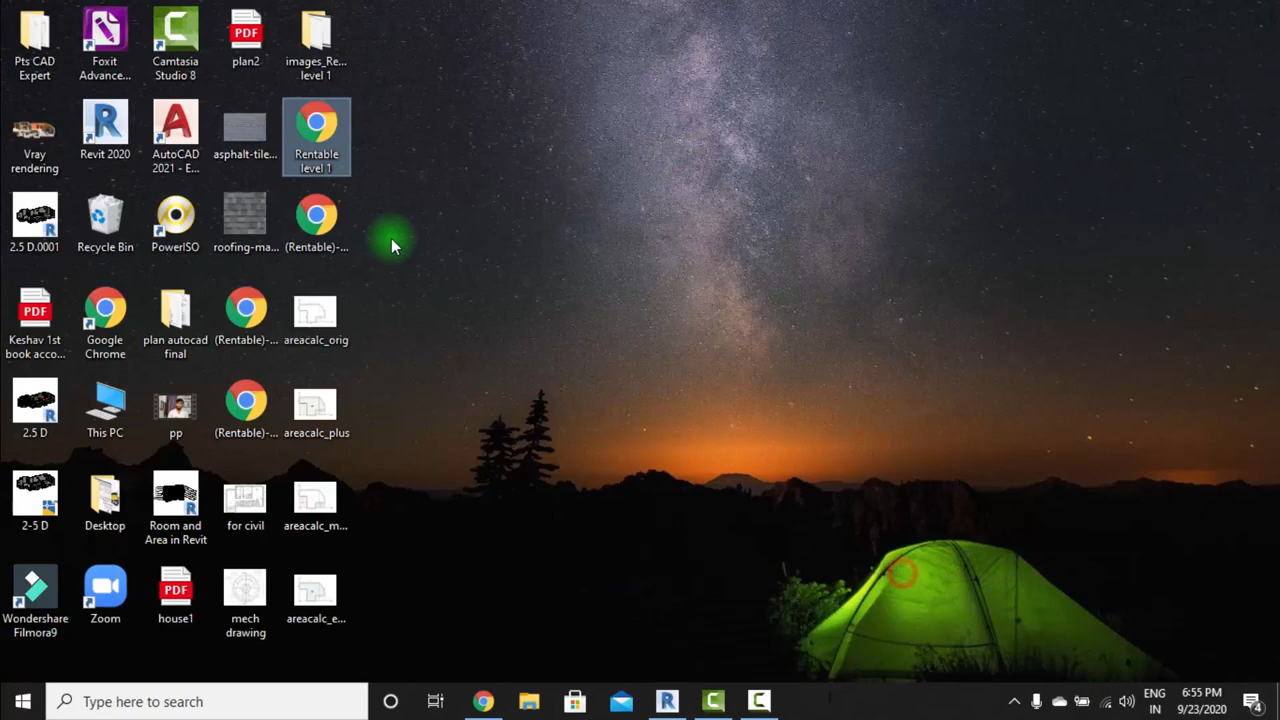 Pts CAD
Expert
Foxit
Advance...
Camtasia
Studio 8
PDF
plan2
images_Re...
level 1
Vray
rendering
R
Revit 2020
A
AutoCAD
2021 - E...
asphalt-tile...
Rentable
level 1
R
2.5 D.0001
Recycle Bin
PowerISO
roofing-ma...
(Rentable)-...
PDF
Keshav 1st
book acco...
Google
Chrome
plan autocad
final
(Rentable)-...
areacalc_orig
R
2.5 D
This PC
pp
(Rentable)-...
areacalc_plus
2-5 D
Desktop
R
Room and
Area in Revit
for civil
areacalc_m...
Wondershare
Filmora9
Zoom
PDF
house1
mech
drawing
areacalc_e...
Type here to search
R
ENG
IN
6:55 PM
9/23/2020
4